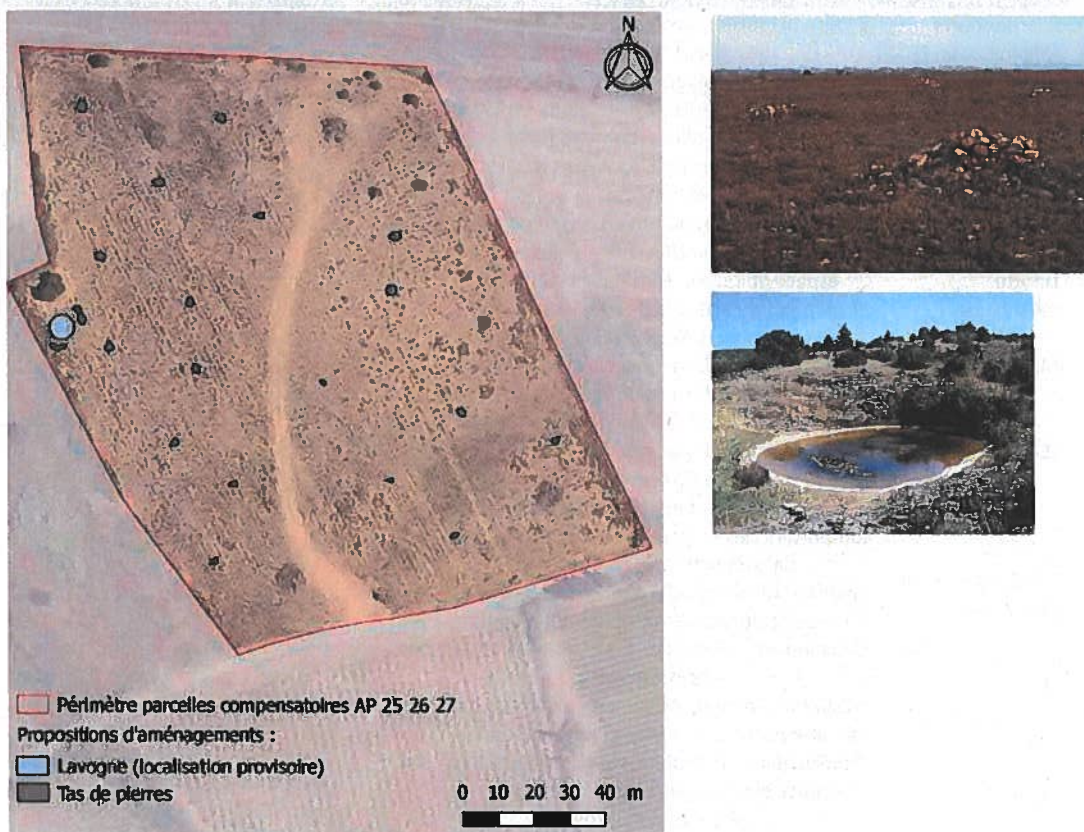 N
Périmètre parcelles compensatoires AP 25 26 27
Propositions d'aménagements :
Lavogne (localisation provisoire)
Tas de pierres
0 10 20 30 40 m